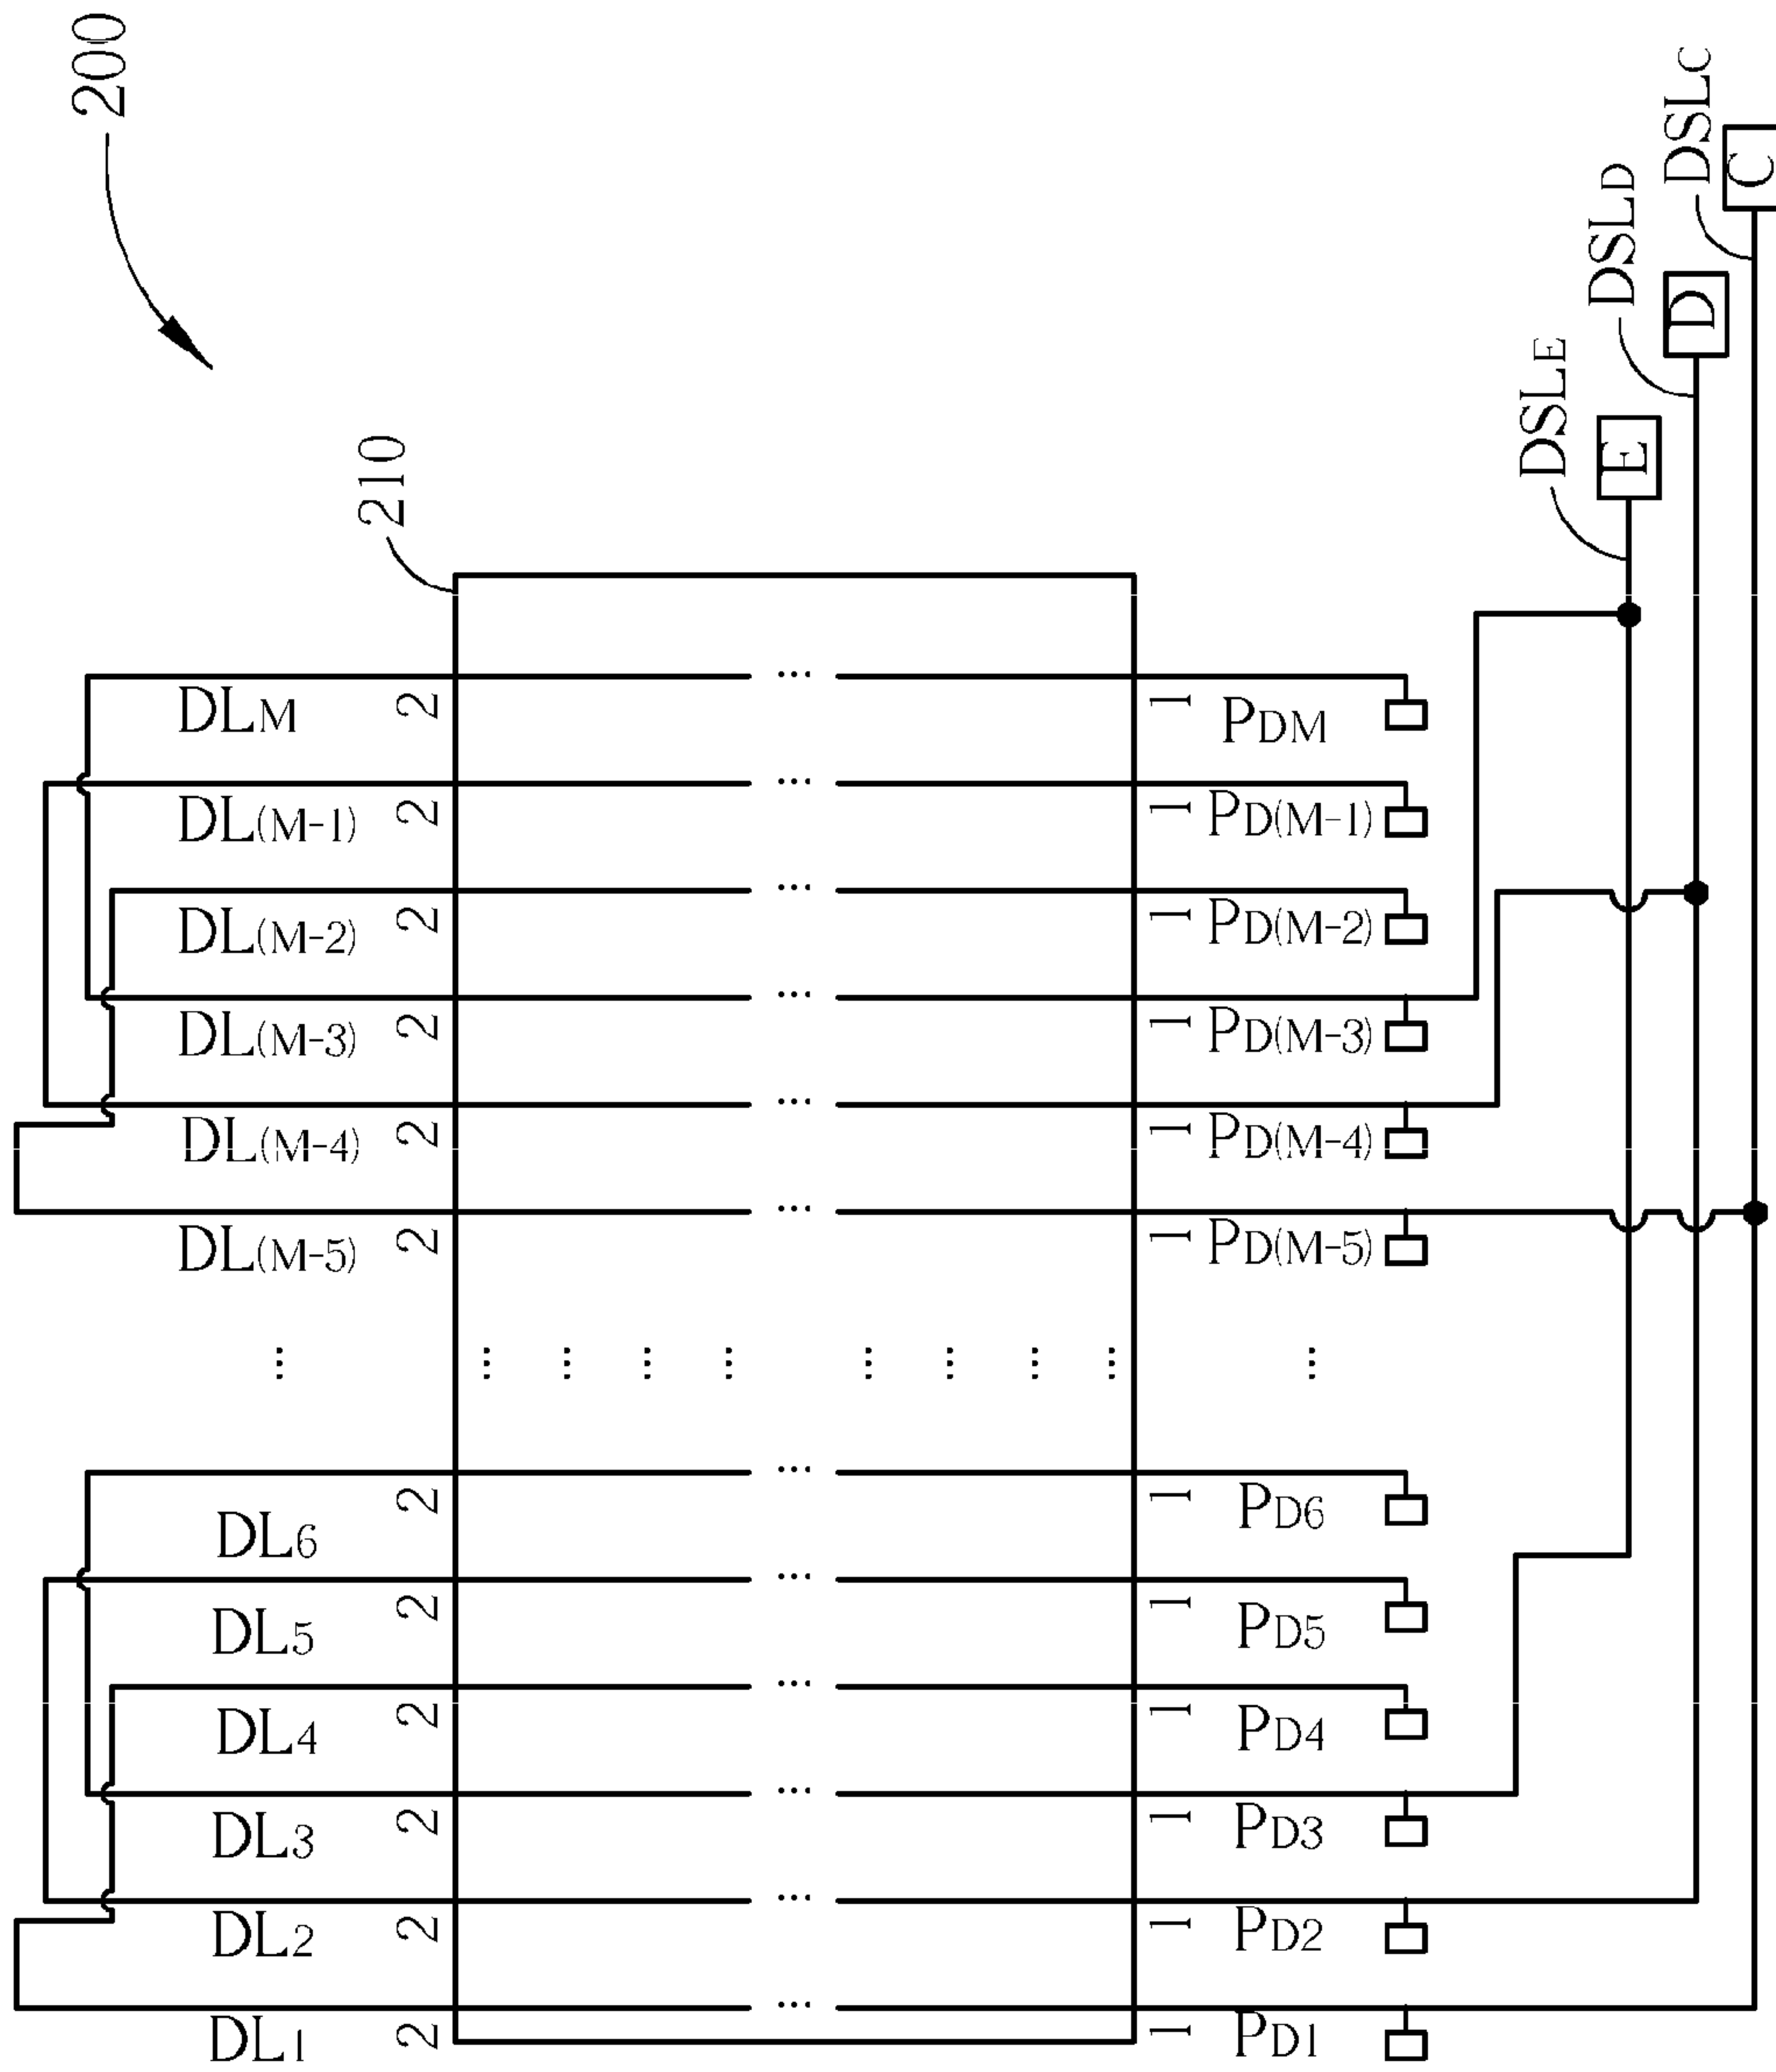 200
210
DLM 2 ... 1 PDM
DL(M-1) 2 ... 1 PD(M-1)
DL(M-2) 2 ... 1 PD(M-2)
DL(M-3) 2 ... 1 PD(M-3)
DL(M-4) 2 ... 1 PD(M-4)
DL(M-5) 2 ... 1 PD(M-5)
DL6 2 ... 1 PD6
DL5 2 ... 1 PD5
DL4 2 ... 1 PD4
DL3 2 ... 1 PD3
DL2 2 ... 1 PD2
DL1 2 ... 1 PD1
DSLE
E
DSLD
D
DSLC
C